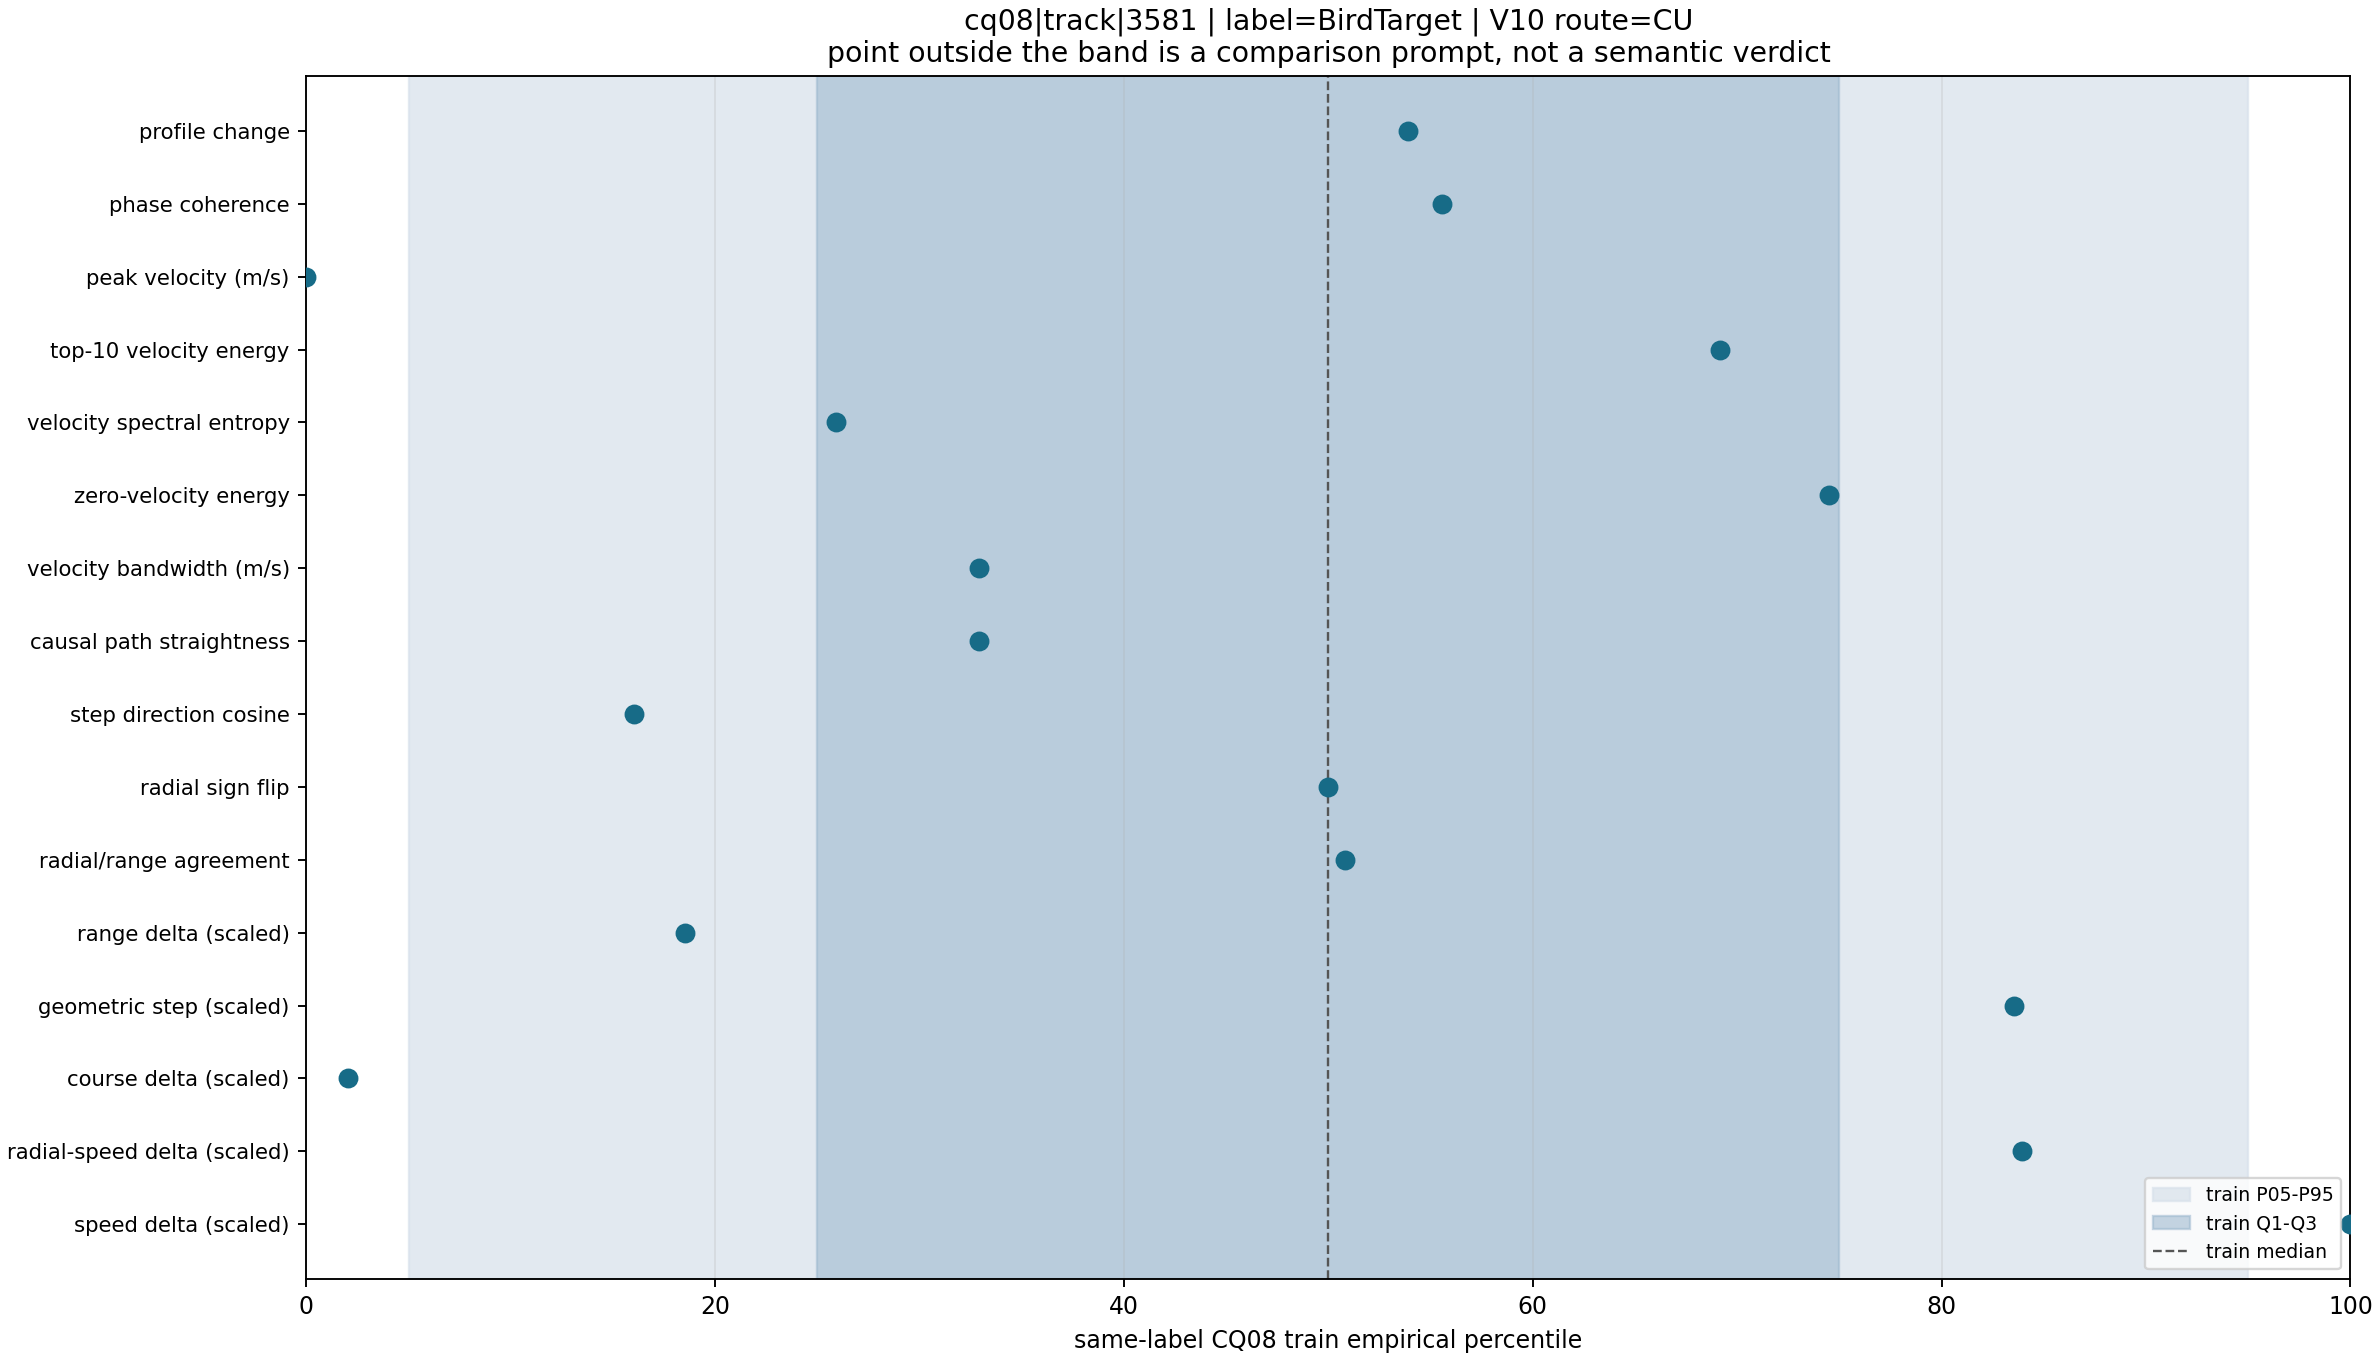 cq08|track|3581 | label=BirdTarget | V10 route=CU
point outside the band is a comparison prompt, not a semantic verdict
profile change
phase coherence
peak velocity (m/s)
top-10 velocity energy
velocity spectral entropy
zero-velocity energy
velocity bandwidth (m/s)
causal path straightness
step direction cosine
radial sign flip
radial/range agreement
range delta (scaled)
geometric step (scaled)
course delta (scaled)
radial-speed delta (scaled)
speed delta (scaled)
train P05-P95
train Q1-Q3
train median
0 20 40 60 80 100
same-label CQ08 train empirical percentile